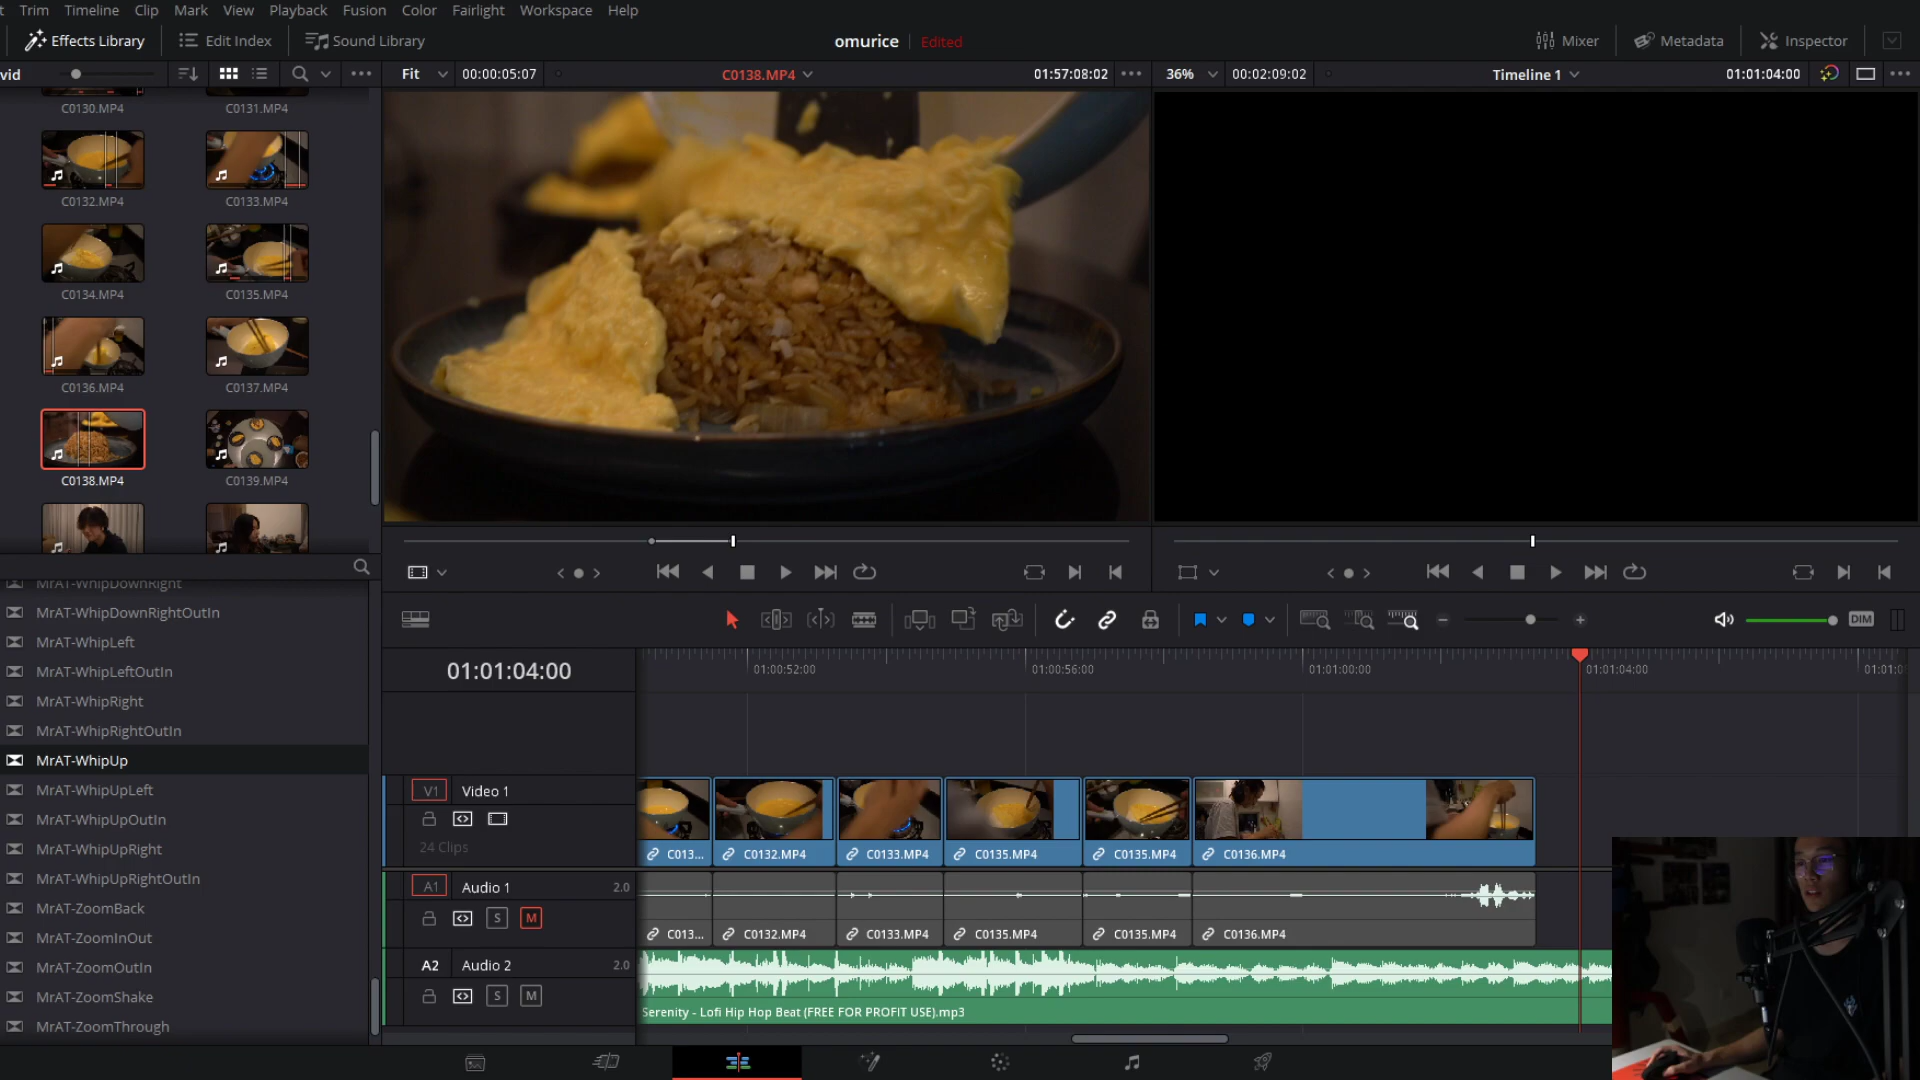 t Trim Timeline Clip Mark View Playback Fusion Color Fairlight Workspace Help
Effects Library Edit Index Sound Library omurice Edited Mixer Metadata Inspector
vid Fit 00:00:05:07 C0138.MP4 01:57:08:02 36% 00:02:09:02 Timeline 1 01:01:04:00
C0130.MP4 C0131.MP4
C0132.MP4 C0133.MP4
C0134.MP4 C0135.MP4
C0136.MP4 C0137.MP4
C0138.MP4 C0139.MP4
MrAT-WhipDownRight
MrAT-WhipDownRightOutIn
MrAT-WhipLeft
MrAT-WhipLeftOutIn
MrAT-WhipRight
MrAT-WhipRightOutIn
MrAT-WhipUp
MrAT-WhipUpLeft
MrAT-WhipUpOutIn
MrAT-WhipUpRight
MrAT-WhipUpRightOutIn
MrAT-ZoomBack
MrAT-ZoomInOut
MrAT-ZoomOutIn
MrAT-ZoomShake
MrAT-ZoomThrough
DIM
01:01:04:00 01:00:52:00 01:00:56:00 01:01:00:00 01:01:04:00 01:01:0
V1 Video 1
24 Clips
C013... C0132.MP4 C0133.MP4 C0135.MP4 C0135.MP4 C0136.MP4
A1 Audio 1 2.0
S M
C013... C0132.MP4 C0133.MP4 C0135.MP4 C0135.MP4 C0136.MP4
A2 Audio 2 2.0
S M
Serenity - Lofi Hip Hop Beat (FREE FOR PROFIT USE).mp3